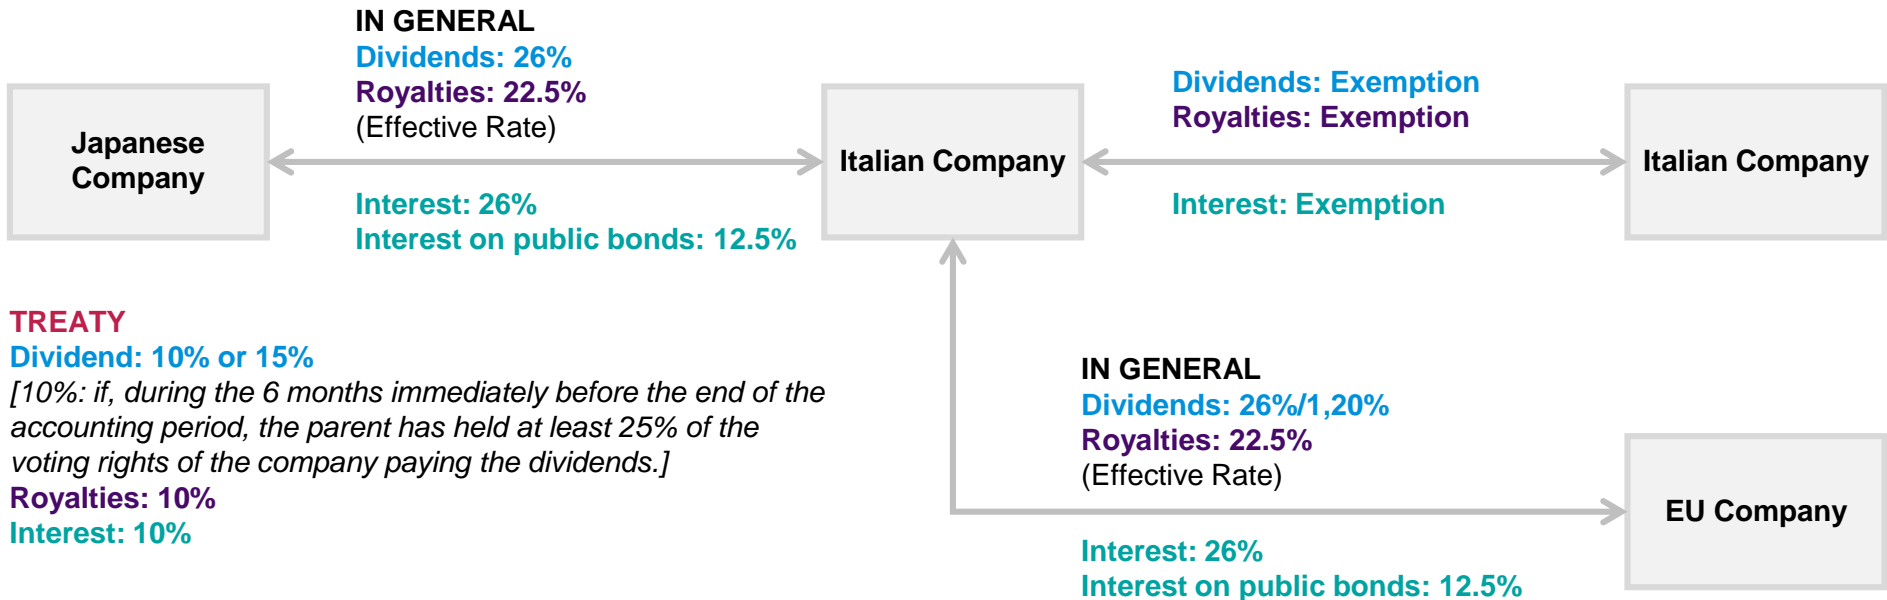 IN GENERAL
Dividends: 26%
Royalties: 22.5%
(Effective Rate)
Japanese
Company
Interest: 26%
Interest on public bonds: 12.5%
Italian Company
Dividends: Exemption
Royalties: Exemption
Interest: Exemption
Italian Company
TREATY
Dividend: 10% or 15%
[10%: if, during the 6 months immediately before the end of the
accounting period, the parent has held at least 25% of the
voting rights of the company paying the dividends.]
Royalties: 10%
Interest: 10%
IN GENERAL
Dividends: 26%/1,20%
Royalties: 22.5%
(Effective Rate)
Interest: 26%
Interest on public bonds: 12.5%
EU Company